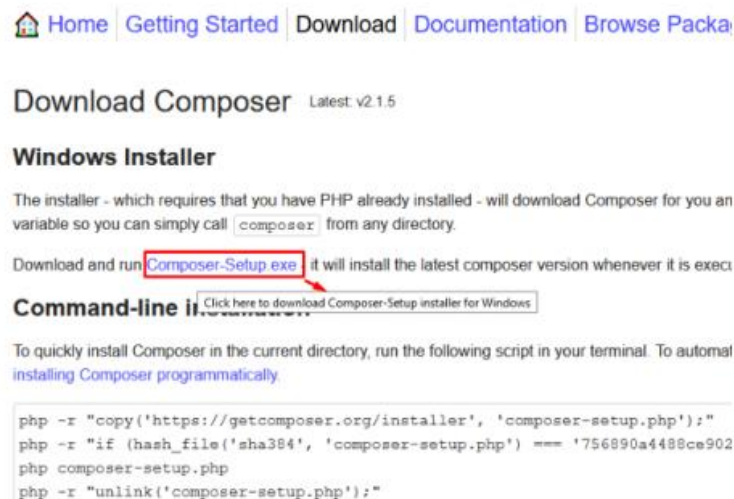 Home Getting Started Download Documentation Browse Packa
Download Composer Latest: v2.1.5
Windows Installer
The installer - which requires that you have PHP already installed - will download Composer for you an
variable so you can simply call composer from any directory.
Download and run Composer-Setup.exe - it will install the latest composer version whenever it is execu
Click here to download Composer-Setup installer for Windows
Command-line installation
To quickly install Composer in the current directory, run the following script in your terminal. To automat
installing Composer programmatically.
php -r "copy('https://getcomposer.org/installer', 'composer-setup.php');"
php -r "if (hash_file('sha384', 'composer-setup.php') === '756890a4488ce902
php composer-setup.php
php -r "unlink('composer-setup.php');"